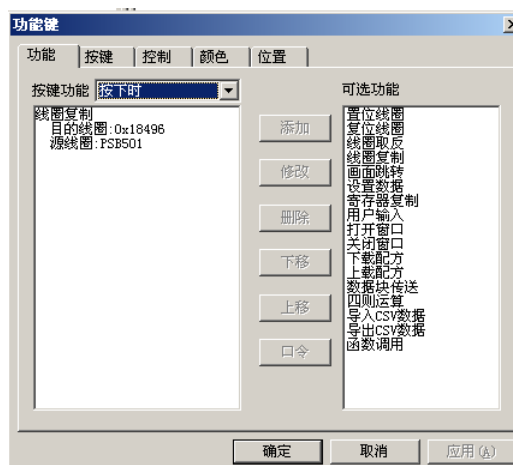 功能键
功能 按键 控制 颜色 位置
按键功能 按下时
可选功能
线圈复制
目的线圈:0x18496
源线圈:PSB501
添加
修改
删除
下移
上移
口令
置位线圈
复位线圈
线圈取反
线圈复制
画面跳转
设置数据
寄存器复制
用户输入
打开窗口
关闭窗口
下载配方
上载配方
数据块传送
四则运算
导入CSV数据
导出CSV数据
函数调用
确定 取消 应用(A)